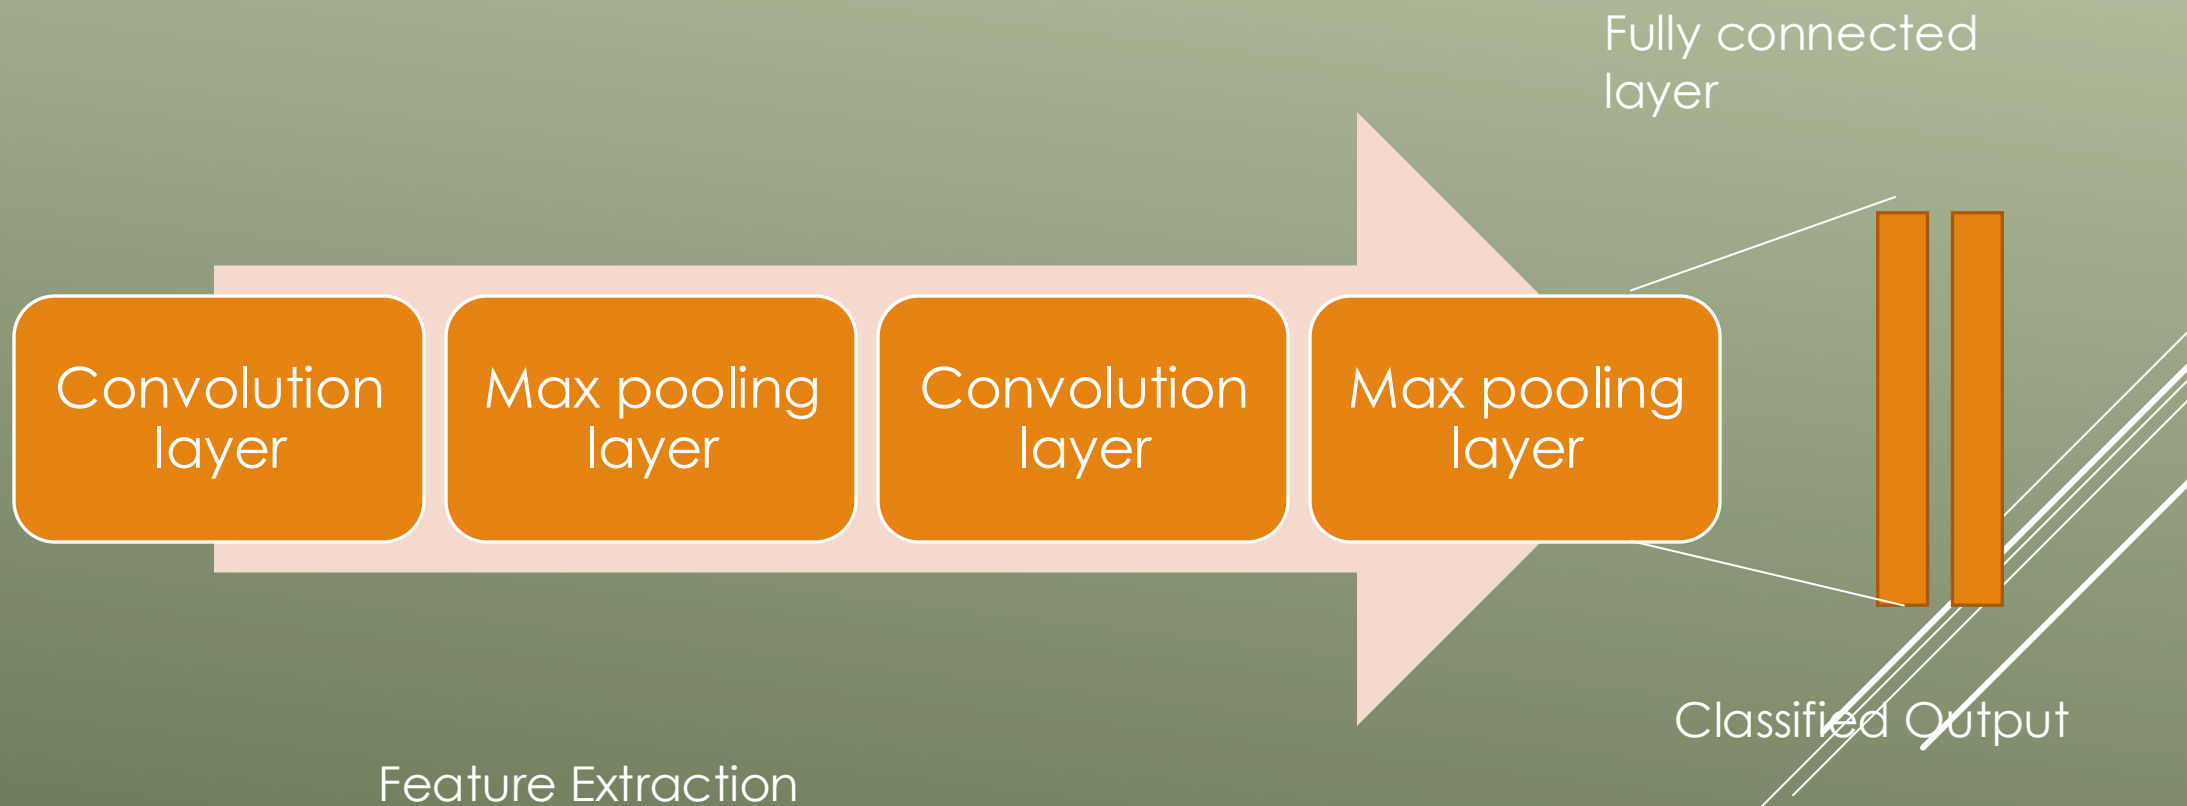 Fully connected
layer
Convolution
layer
Max pooling
layer
Convolution
layer
Max pooling
layer
Classified Output
Feature Extraction